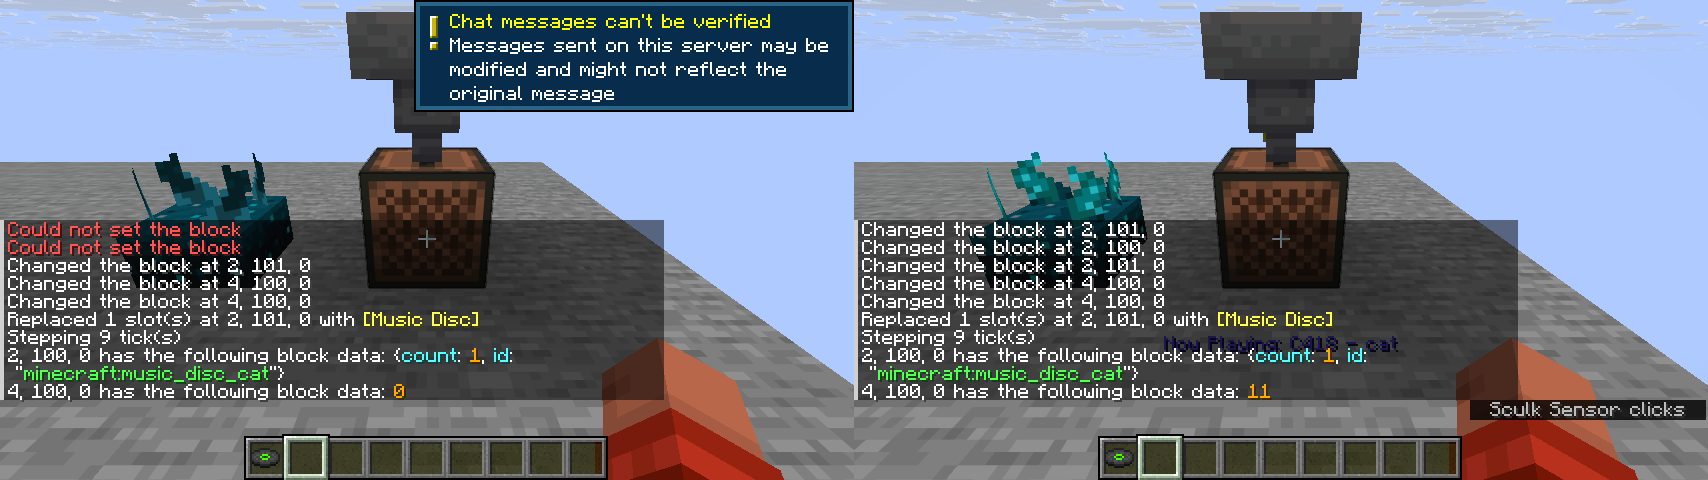 Chat messages can't be verified
Messages sent on this server may be
modified and might not reflect the
original message
Could not set the block
Could not set the block
Changed the block at 2, 101, 0
Changed the block at 4, 100, 0
Changed the block at 4, 100, 0
Replaced 1 slot(s) at 2, 101, 0 with [Music Disc]
Stepping 9 tick(s)
2, 100, 0 has the following block data: {count: 1, id:
"minecraft:music_disc_cat"}
4, 100, 0 has the following block data: 0
Changed the block at 2, 101, 0
Changed the block at 2, 100, 0
Changed the block at 2, 101, 0
Changed the block at 4, 100, 0
Changed the block at 4, 100, 0
Replaced 1 slot(s) at 2, 101, 0 with [Music Disc]
Stepping 9 tick(s)
Now Playing: C418 - cat
2, 100, 0 has the following block data: {count: 1, id:
"minecraft:music_disc_cat"}
4, 100, 0 has the following block data: 11
Sculk Sensor clicks